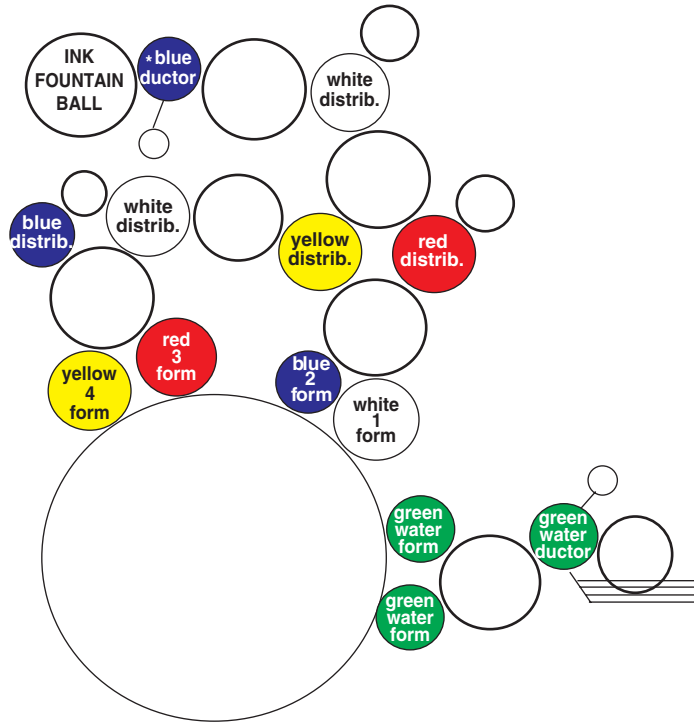 INK
FOUNTAIN
BALL
*blue
ductor
white
distrib.
blue
distrib.
white
distrib.
yellow
distrib.
red
distrib.
yellow
4
form
red
3
form
blue
2
form
white
1
form
green
water
form
green
water
ductor
green
water
form